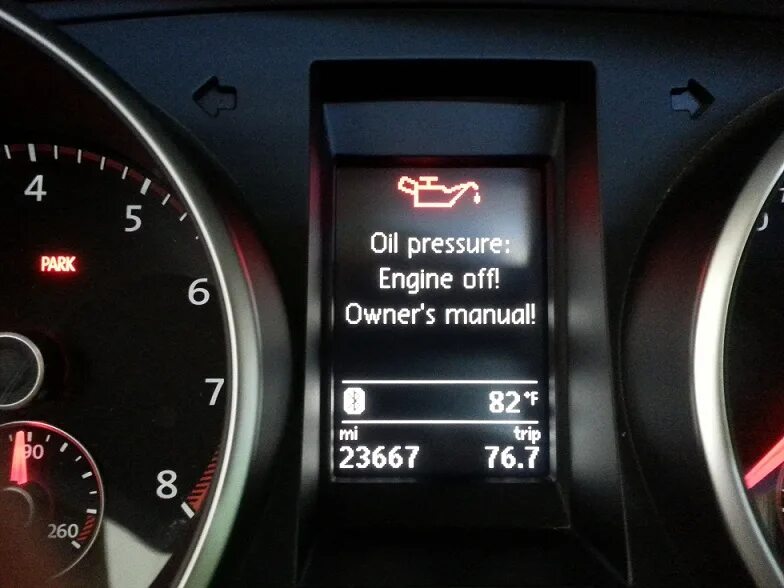 4
5
PARK
6
7
8
90
260
Oil pressure:
Engine off!
Owner's manual!
82°F
mi trip
23667 76.7